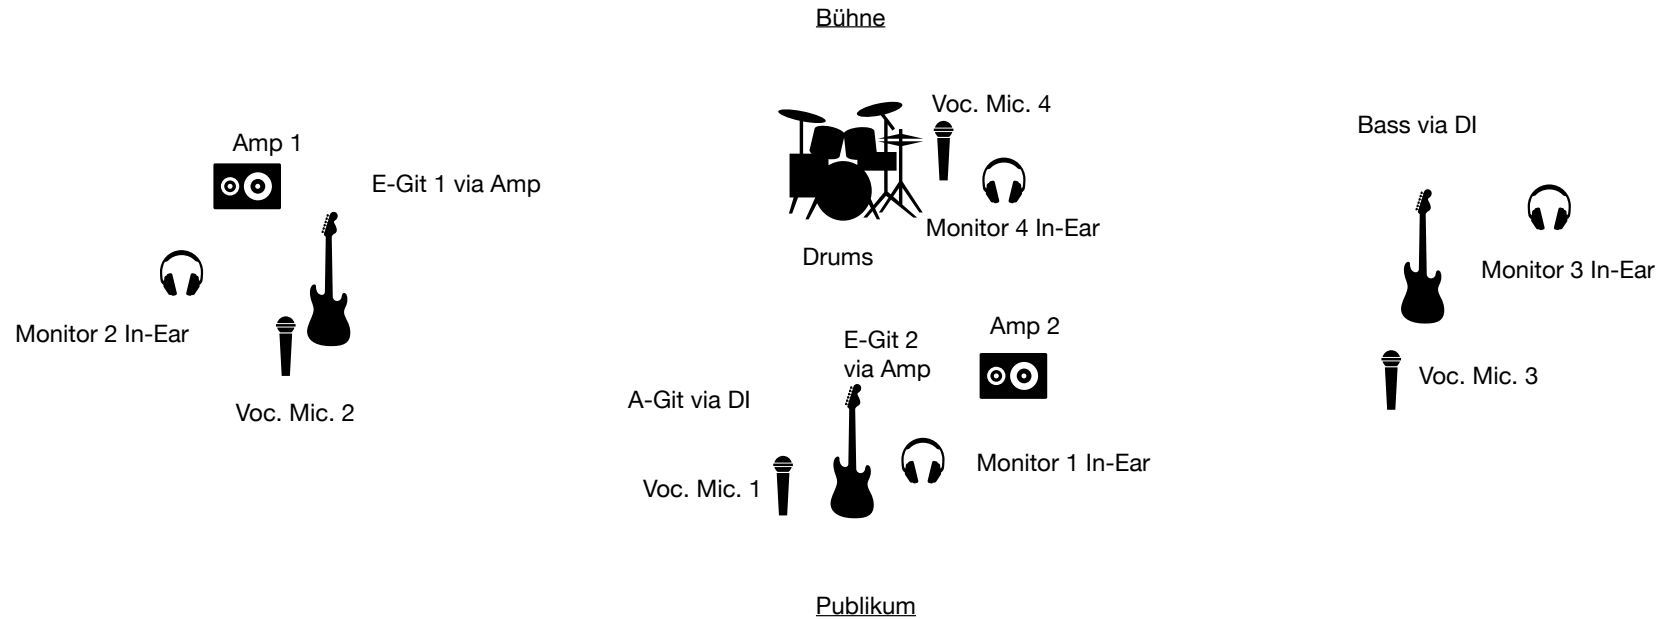 Bühne
Voc. Mic. 4
Bass via DI
Amp 1
E-Git 1 via Amp
Monitor 4 In-Ear
Drums
Monitor 3 In-Ear
Monitor 2 In-Ear
Amp 2
E-Git 2
via Amp
Voc. Mic. 3
A-Git via DI
Voc. Mic. 2
Monitor 1 In-Ear
Voc. Mic. 1
Publikum